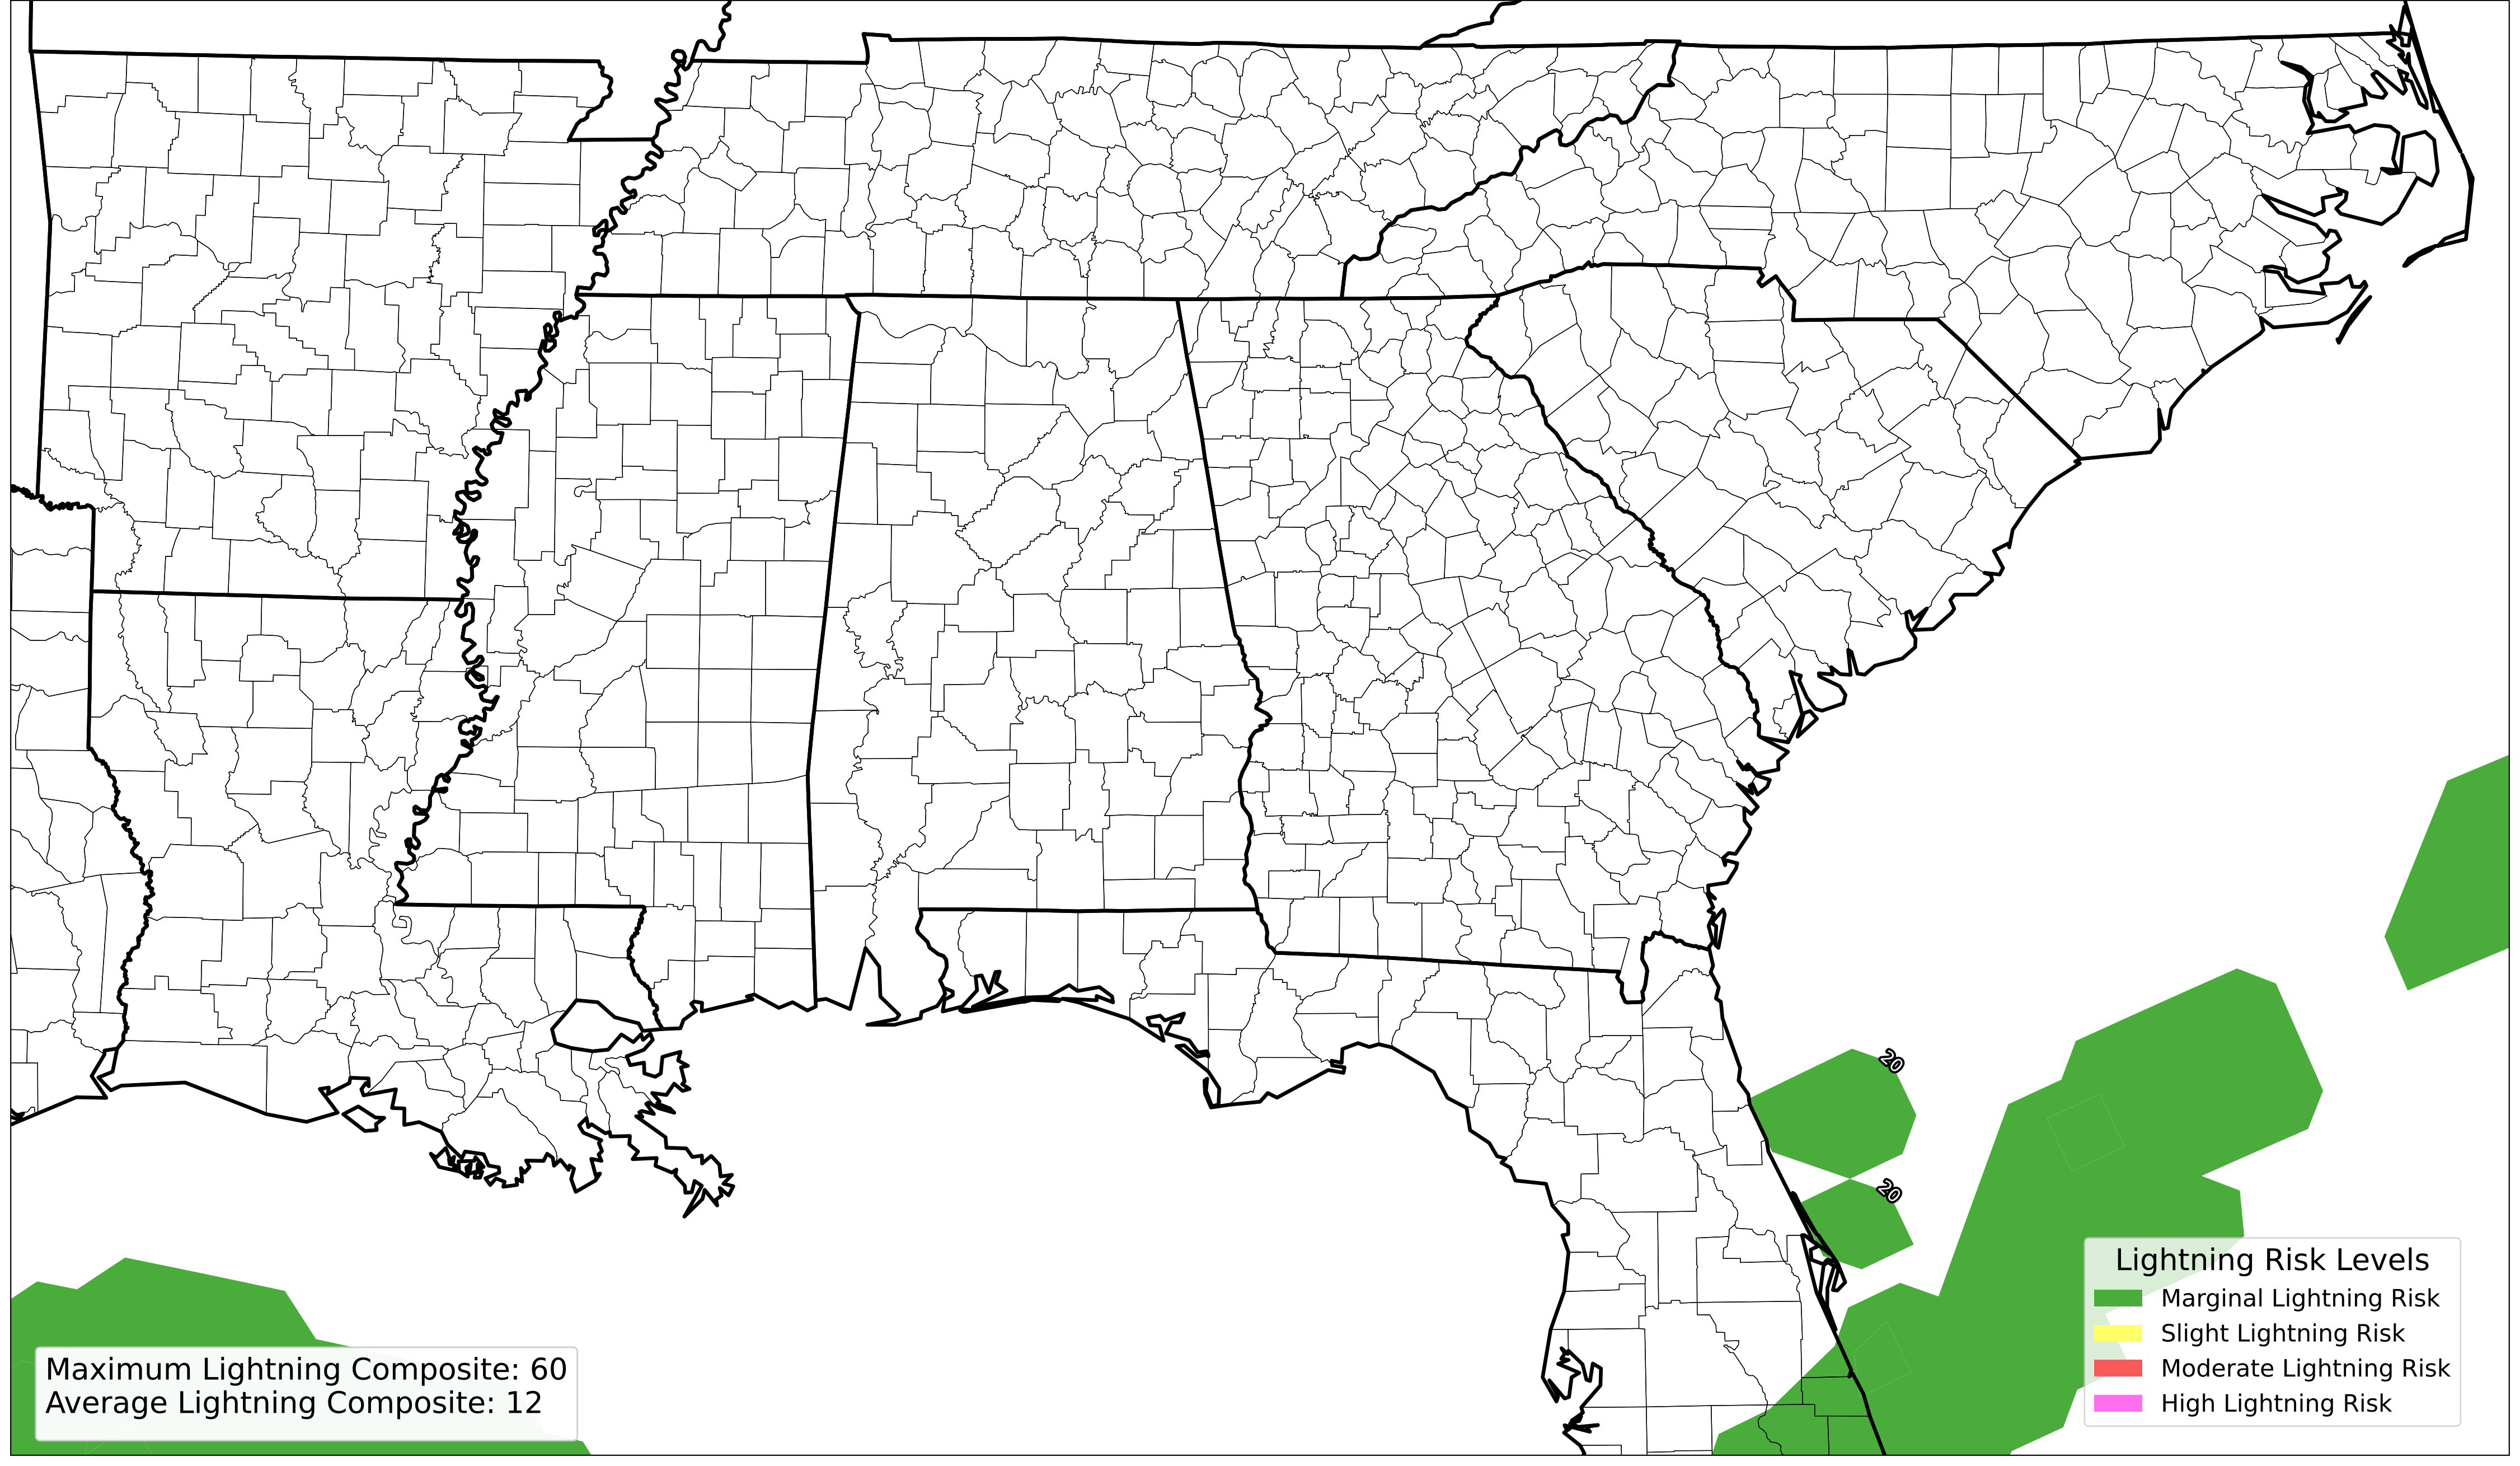 20
20
Lightning Risk Levels
Marginal Lightning Risk
Slight Lightning Risk
Moderate Lightning Risk
High Lightning Risk
Maximum Lightning Composite: 60
Average Lightning Composite: 12